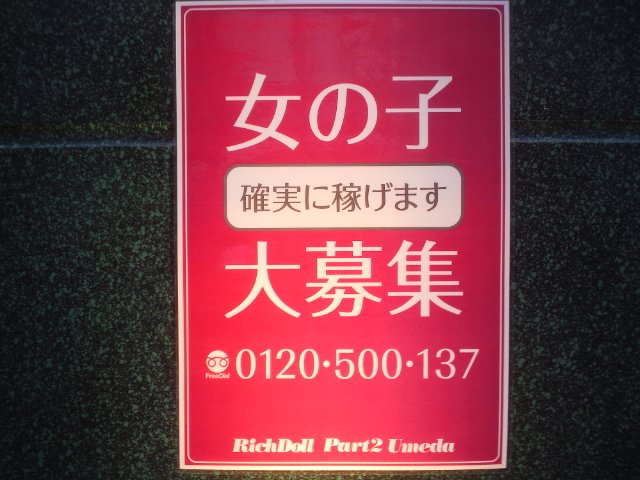 女の子
確実に稼げます
大募集
FreeDial 0120・500・137
RichDoll Part2 Umeda